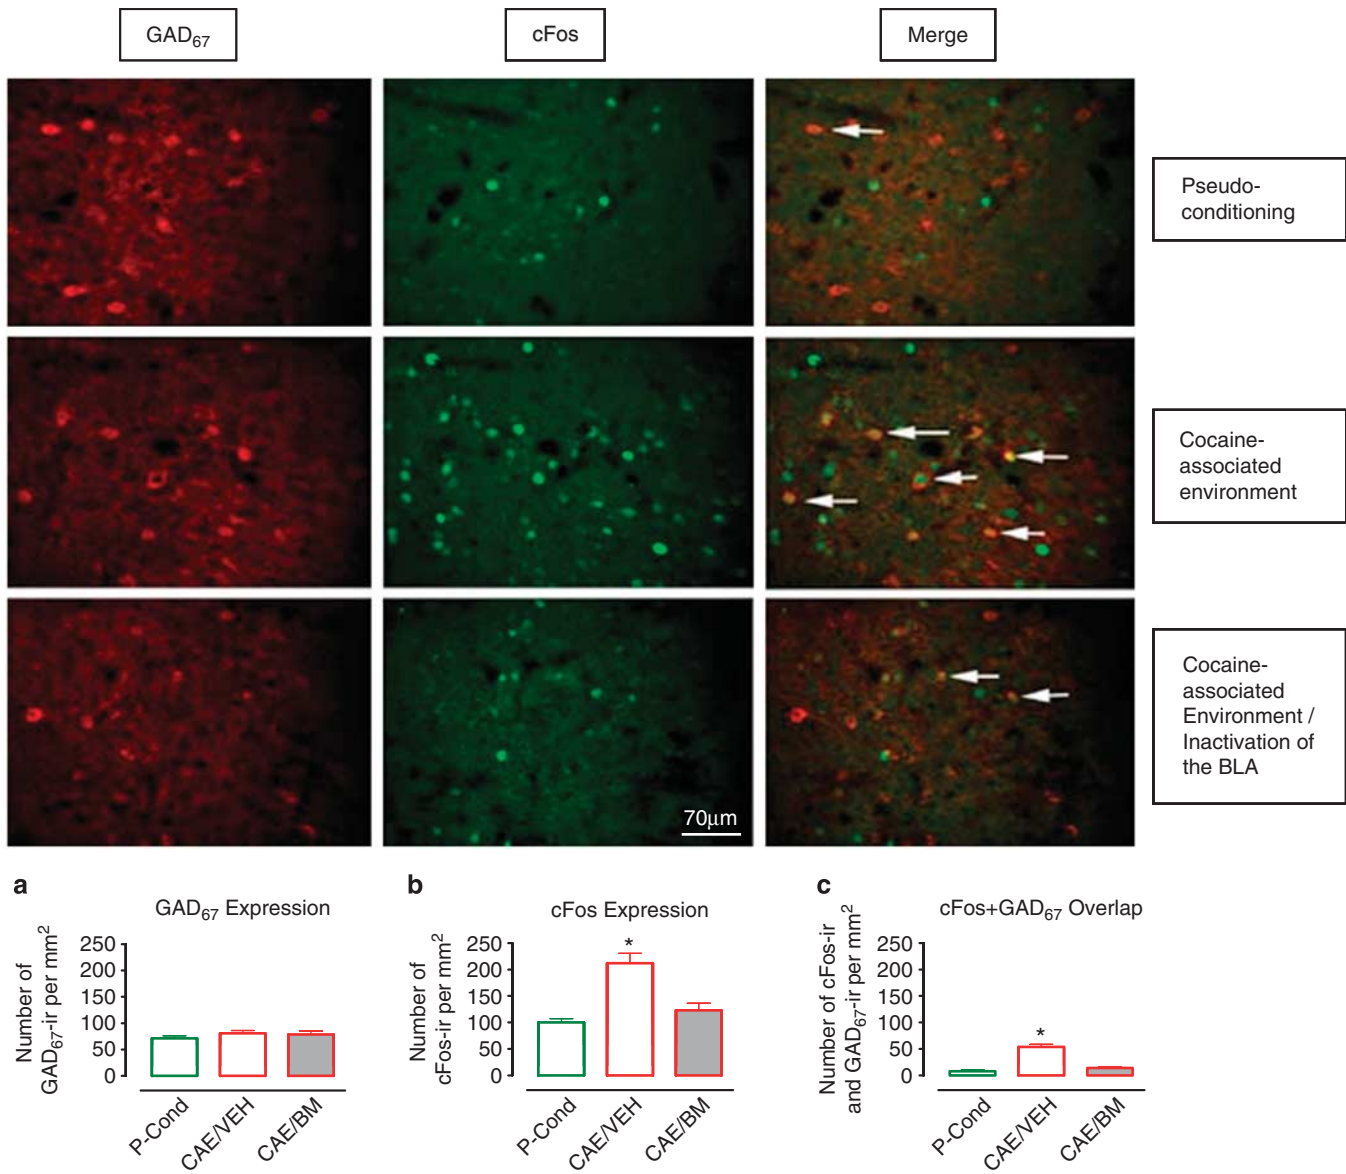 GAD67
cFos
Merge
Pseudo-
conditioning
Cocaine-
associated
environment
Cocaine-
associated
Environment /
Inactivation of
the BLA
70μm
a
GAD67 Expression
Number of
GAD67-ir per mm2
250
200
150
100
50
0
P-Cond
CAE/VEH
CAE/BM
b
cFos Expression
Number of
cFos-ir per mm2
250
200
150
100
50
0
*
P-Cond
CAE/VEH
CAE/BM
c
cFos+GAD67 Overlap
Number of cFos-ir
and GAD67-ir per mm2
250
200
150
100
50
0
*
P-Cond
CAE/VEH
CAE/BM